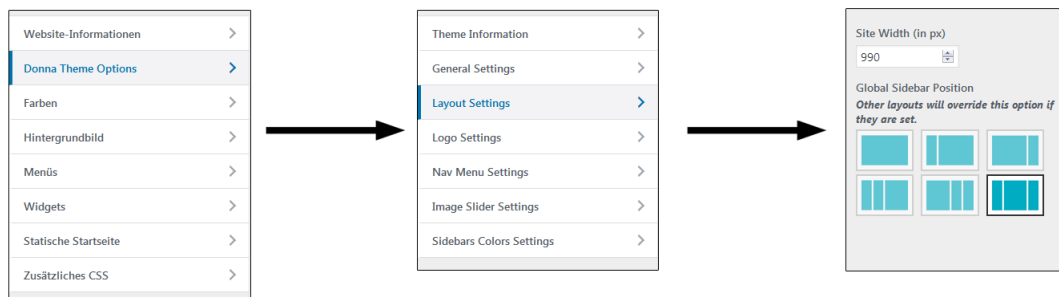 Website-Informationen
Donna Theme Options
Farben
Hintergrundbild
Menüs
Widgets
Statische Startseite
Zusätzliches CSS
Theme Information
General Settings
Layout Settings
Logo Settings
Nav Menu Settings
Image Slider Settings
Sidebars Colors Settings
Site Width (in px)
990
Global Sidebar Position
Other layouts will override this option if
they are set.